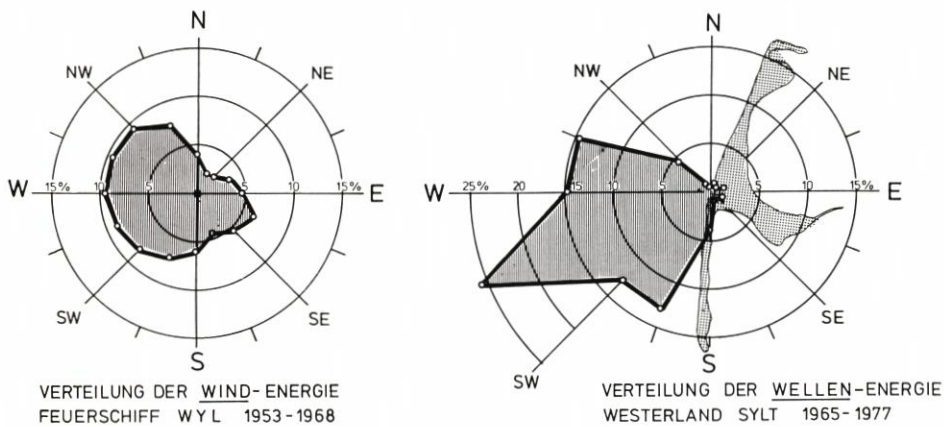 N
NW
NE
W
15%
10
5
5
10
15%
E
SW
SE
S
VERTEILUNG DER WIND-ENERGIE
FEUERSCHIFF WYL 1953-1968
N
NW
NE
W
25%
20
15%
10
5
5
10
15%
E
SW
SE
S
VERTEILUNG DER WELLEN-ENERGIE
WESTERLAND SYLT 1965-1977